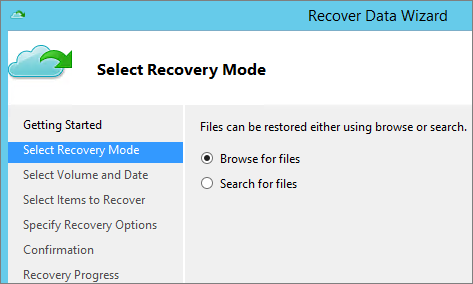 Recover Data Wizard
Select Recovery Mode
Getting Started
Select Recovery Mode
Select Volume and Date
Select Items to Recover
Specify Recovery Options
Confirmation
Recovery Progress
Files can be restored either using browse or search.
Browse for files
Search for files